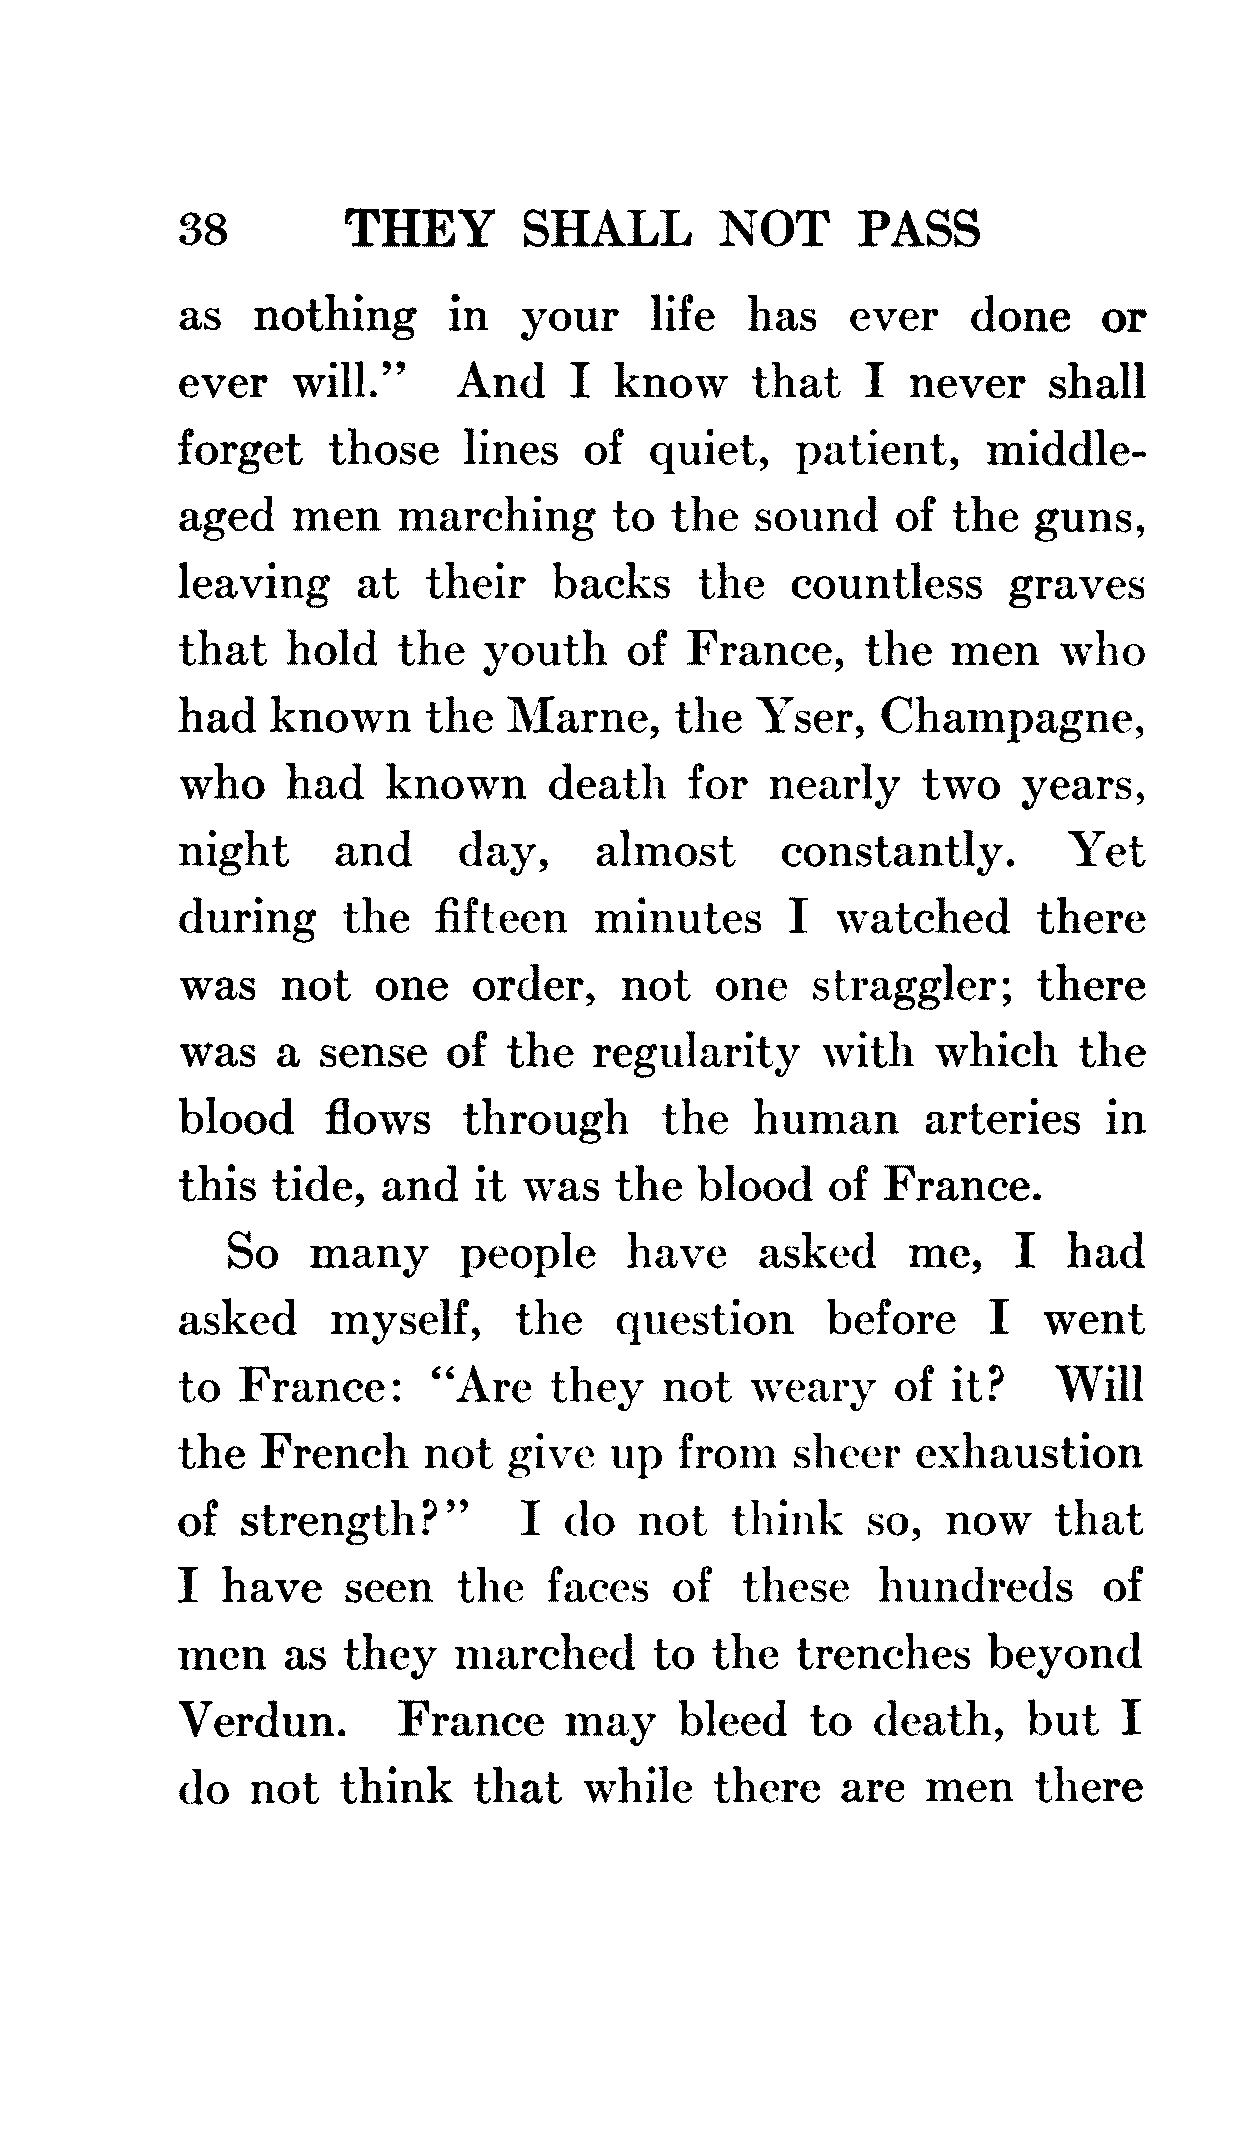 38 THEY SHALL NOT PASS
as nothing in your life has ever done or
ever will." And I know that I never shall
forget those lines of quiet, patient, middle-
aged men marching to the sound of the guns,
leaving at their backs the countless graves
that hold the youth of France, the men who
had known the Marne, the Yser, Champagne,
who had known death for nearly two years,
night and day, almost constantly. Yet
during the fifteen minutes I watched there
was not one order, not one straggler; there
was a sense of the regularity with which the
blood flows through the human arteries in
this tide, and it was the blood of France.
So many people have asked me, I had
asked myself, the question before I went
to France: "Are they not weary of it? Will
the French not give up from sheer exhaustion
of strength?" I do not think so, now that
I have seen the faces of these hundreds of
men as they marched to the trenches beyond
Verdun. France may bleed to death, but I
do not think that while there are men there